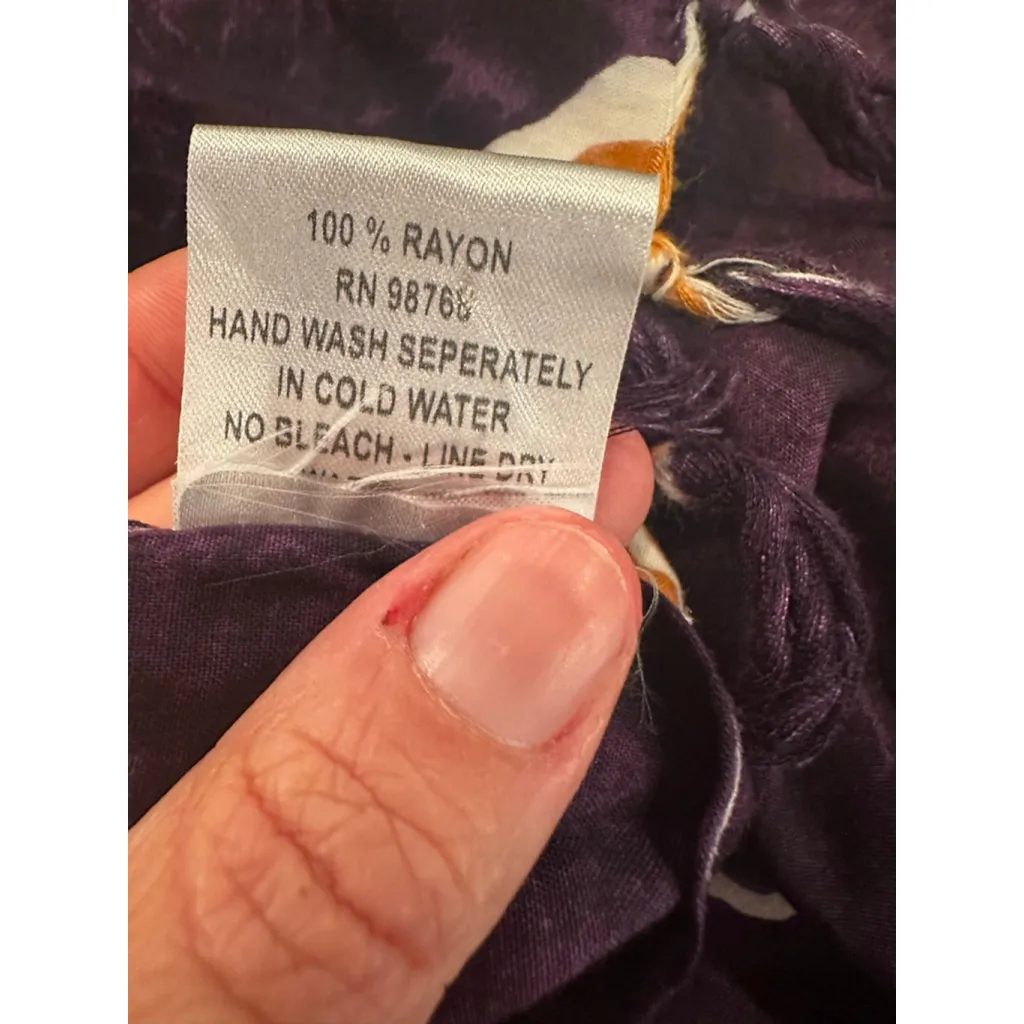 100 % RAYON
RN 98768
HAND WASH SEPERATELY
IN COLD WATER
NO BLEACH • LINE DRY